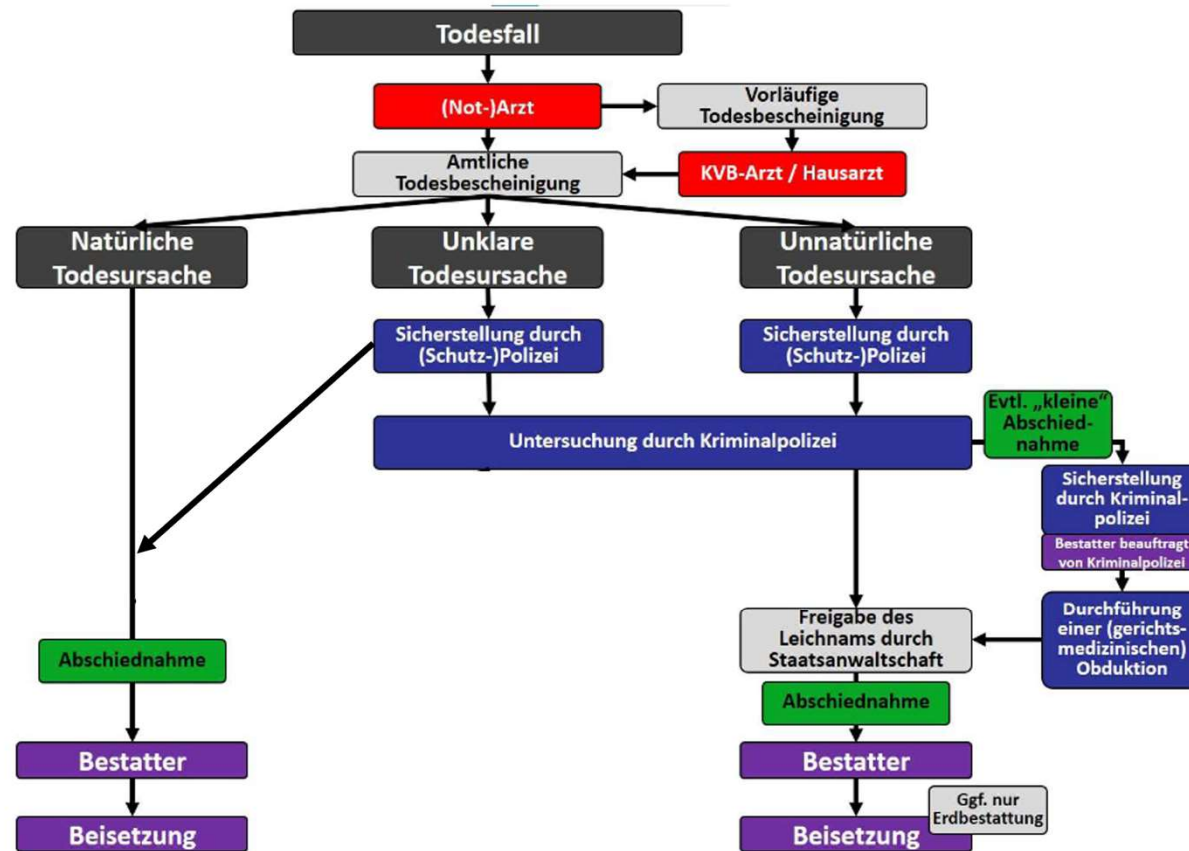 Todesfall
(Not-)Arzt
Vorläufige
Todesbescheinigung
Amtliche
Todesbescheinigung
KVB-Arzt / Hausarzt
Natürliche
Todesursache
Unklare
Todesursache
Unnatürliche
Todesursache
Sicherstellung durch
(Schutz-)Polizei
Sicherstellung durch
(Schutz-)Polizei
Untersuchung durch Kriminalpolizei
Evtl. „kleine“
Abschied-
nahme
Sicherstellung
durch Kriminal-
polizei
Bestatter beauftragt
von Kriminalpolizei
Durchführung
einer (gerichts-
medizinischen)
Obduktion
Freigabe des
Leichnams durch
Staatsanwaltschaft
Abschiednahme
Abschiednahme
Bestatter
Bestatter
Beisetzung
Beisetzung
Ggf. nur
Erdbestattung